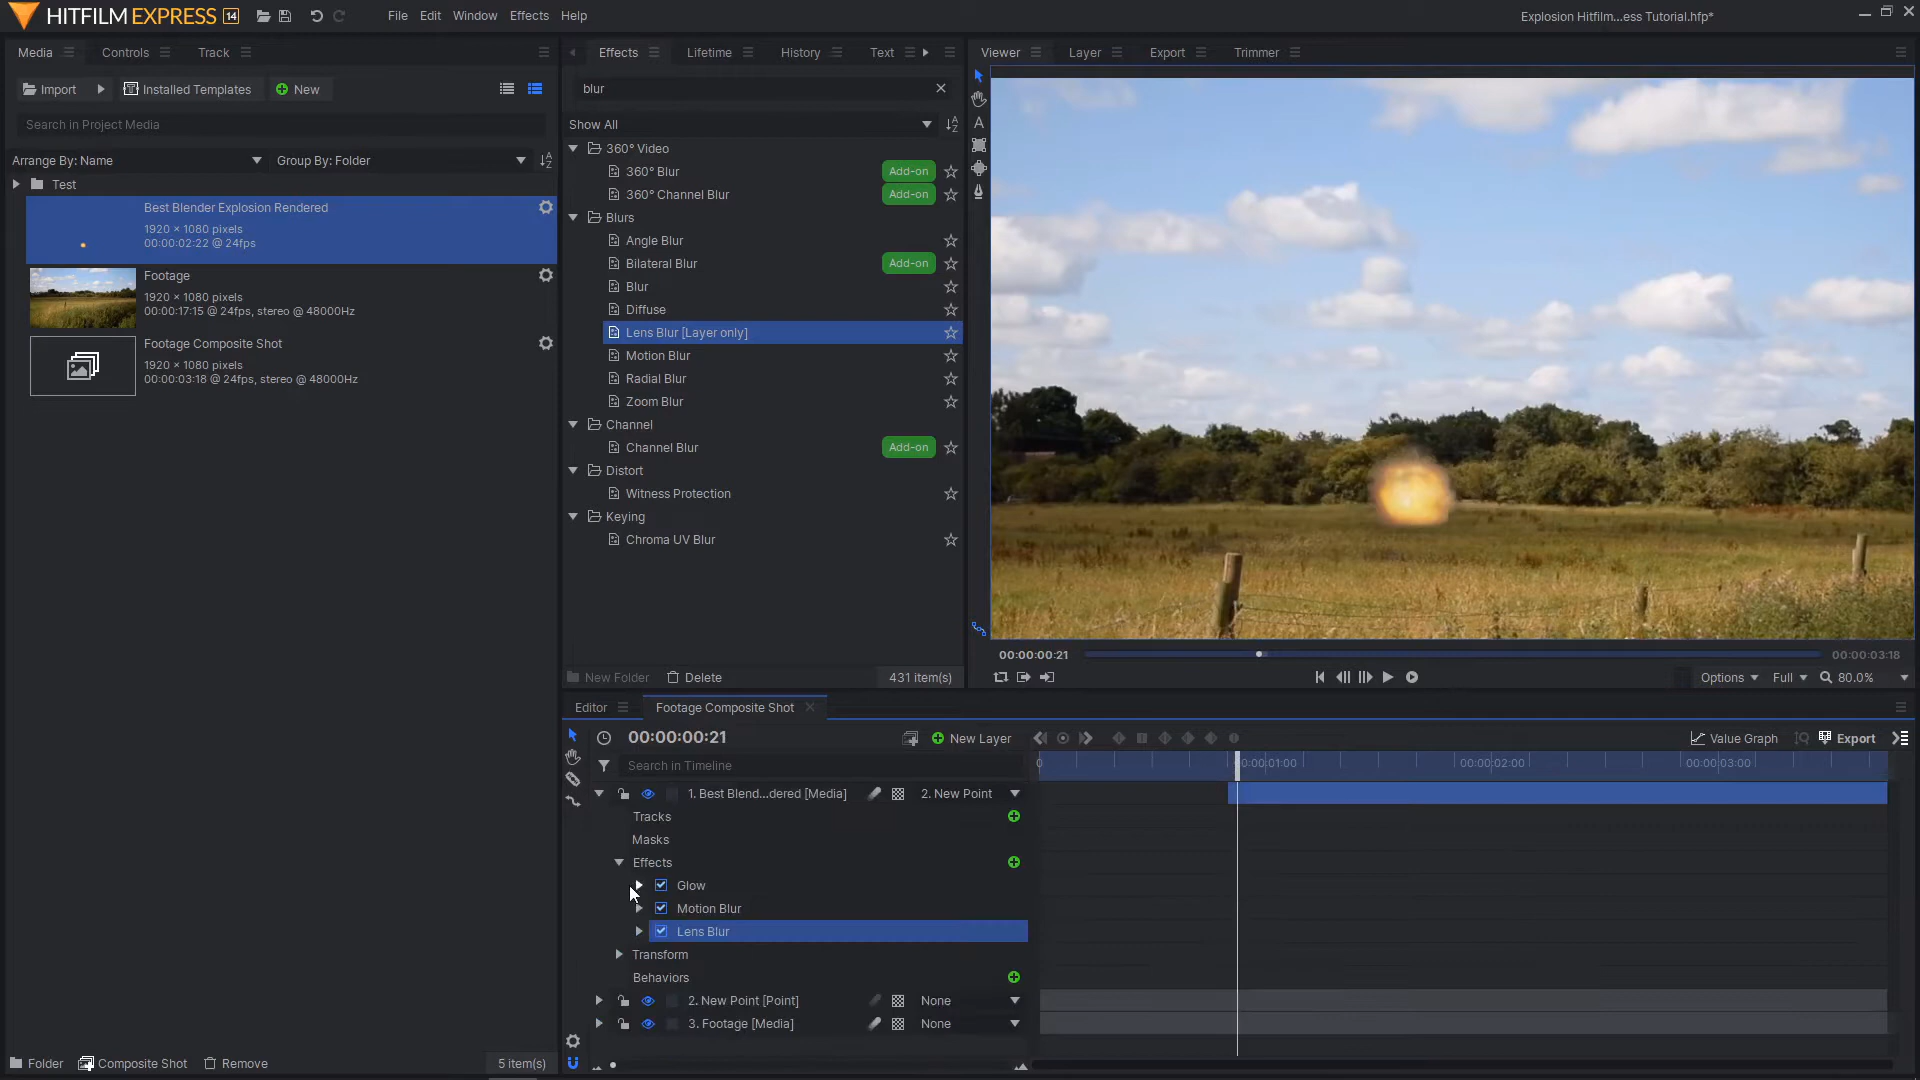 HITFILM EXPRESS 14
File Edit Window Effects Help
Explosion Hitfilm...ess Tutorial.hfp*
Media Controls Track
Import Installed Templates New
Search in Project Media
Arrange By: Name Group By: Folder
Test
Best Blender Explosion Rendered
1920 × 1080 pixels
00:00:02:22 @ 24fps
Footage
1920 × 1080 pixels
00:00:17:15 @ 24fps, stereo @ 48000Hz
Footage Composite Shot
1920 × 1080 pixels
00:00:03:18 @ 24fps, stereo @ 48000Hz
Folder Composite Shot Remove 5 item(s)
Effects Lifetime History Text
blur
Show All
360° Video
360° Blur Add-on
360° Channel Blur Add-on
Blurs
Angle Blur
Bilateral Blur Add-on
Blur
Diffuse
Lens Blur [Layer only]
Motion Blur
Radial Blur
Zoom Blur
Channel
Channel Blur Add-on
Distort
Witness Protection
Keying
Chroma UV Blur
New Folder Delete 431 item(s)
Viewer Layer Export Trimmer
00:00:00:21 00:00:03:18
Options Full 80.0%
Editor Footage Composite Shot
00:00:00:21 New Layer Value Graph Export
Search in Timeline
0 00:00:01:00 00:00:02:00 00:00:03:00
1. Best Blend...dered [Media] 2. New Point
Tracks
Masks
Effects
Glow
Motion Blur
Lens Blur
Transform
Behaviors
2. New Point [Point] None
3. Footage [Media] None